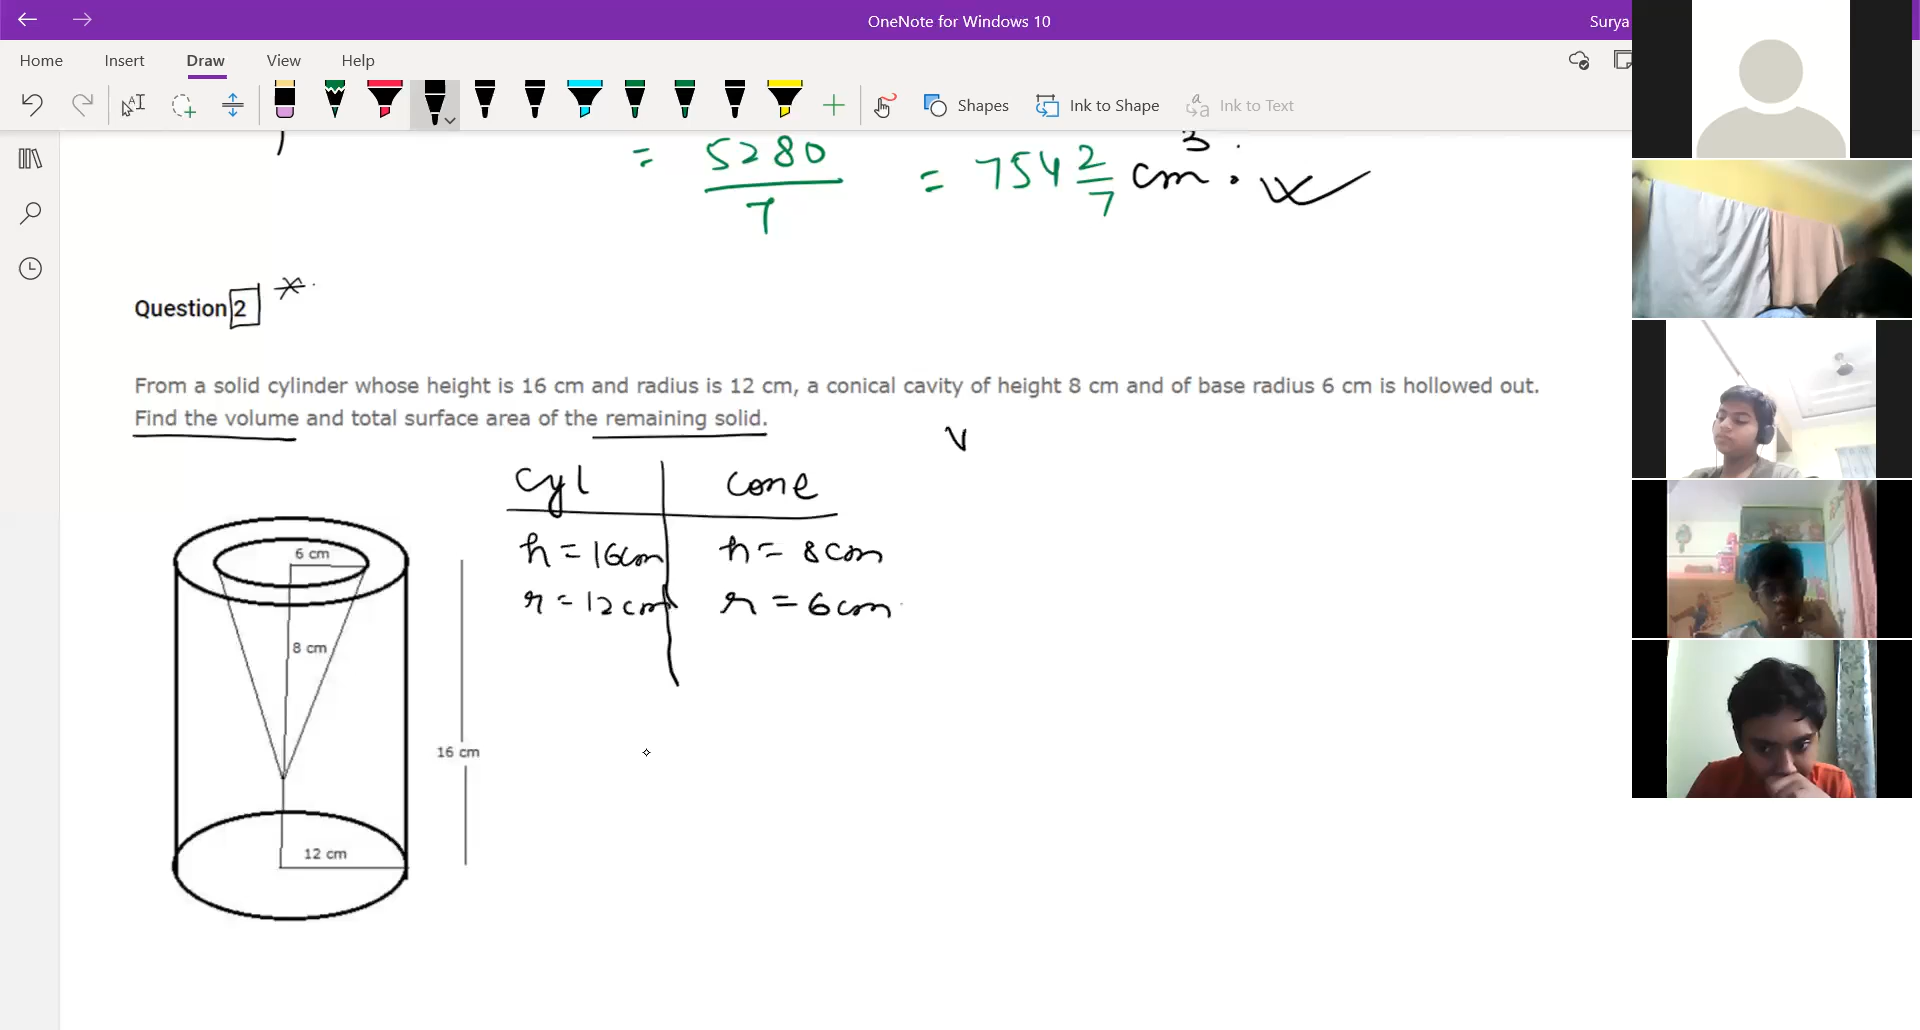 OneNote for Windows 10
Surya
Home Insert Draw View Help
Shapes Ink to Shape Ink to Text
= 5280/7 = 754 2/7 cm³.
Question 2 *
From a solid cylinder whose height is 16 cm and radius is 12 cm, a conical cavity of height 8 cm and of base radius 6 cm is hollowed out.
Find the volume and total surface area of the remaining solid.
V
Cyl Cone
h = 16cm h = 8cm
r = 12cm r = 6cm
6 cm
8 cm
16 cm
12 cm